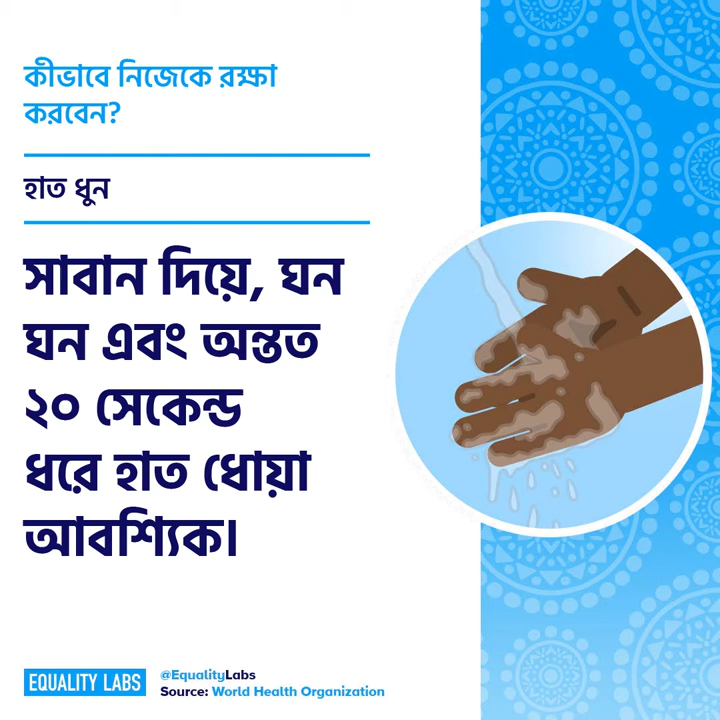 কীভাবে নিজেকে রক্ষা
করবেন?
হাত ধুন
সাবান দিয়ে, ঘন
ঘন এবং অন্তত
২০ সেকেন্ড
ধরে হাত ধোয়া
আবশ্যিক।
EQUALITY LABS
@EqualityLabs
Source: World Health Organization